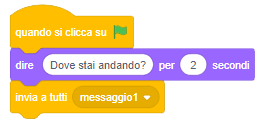 quando si clicca su
dire Dove stai andando? per 2 secondi
invia a tutti messaggio1